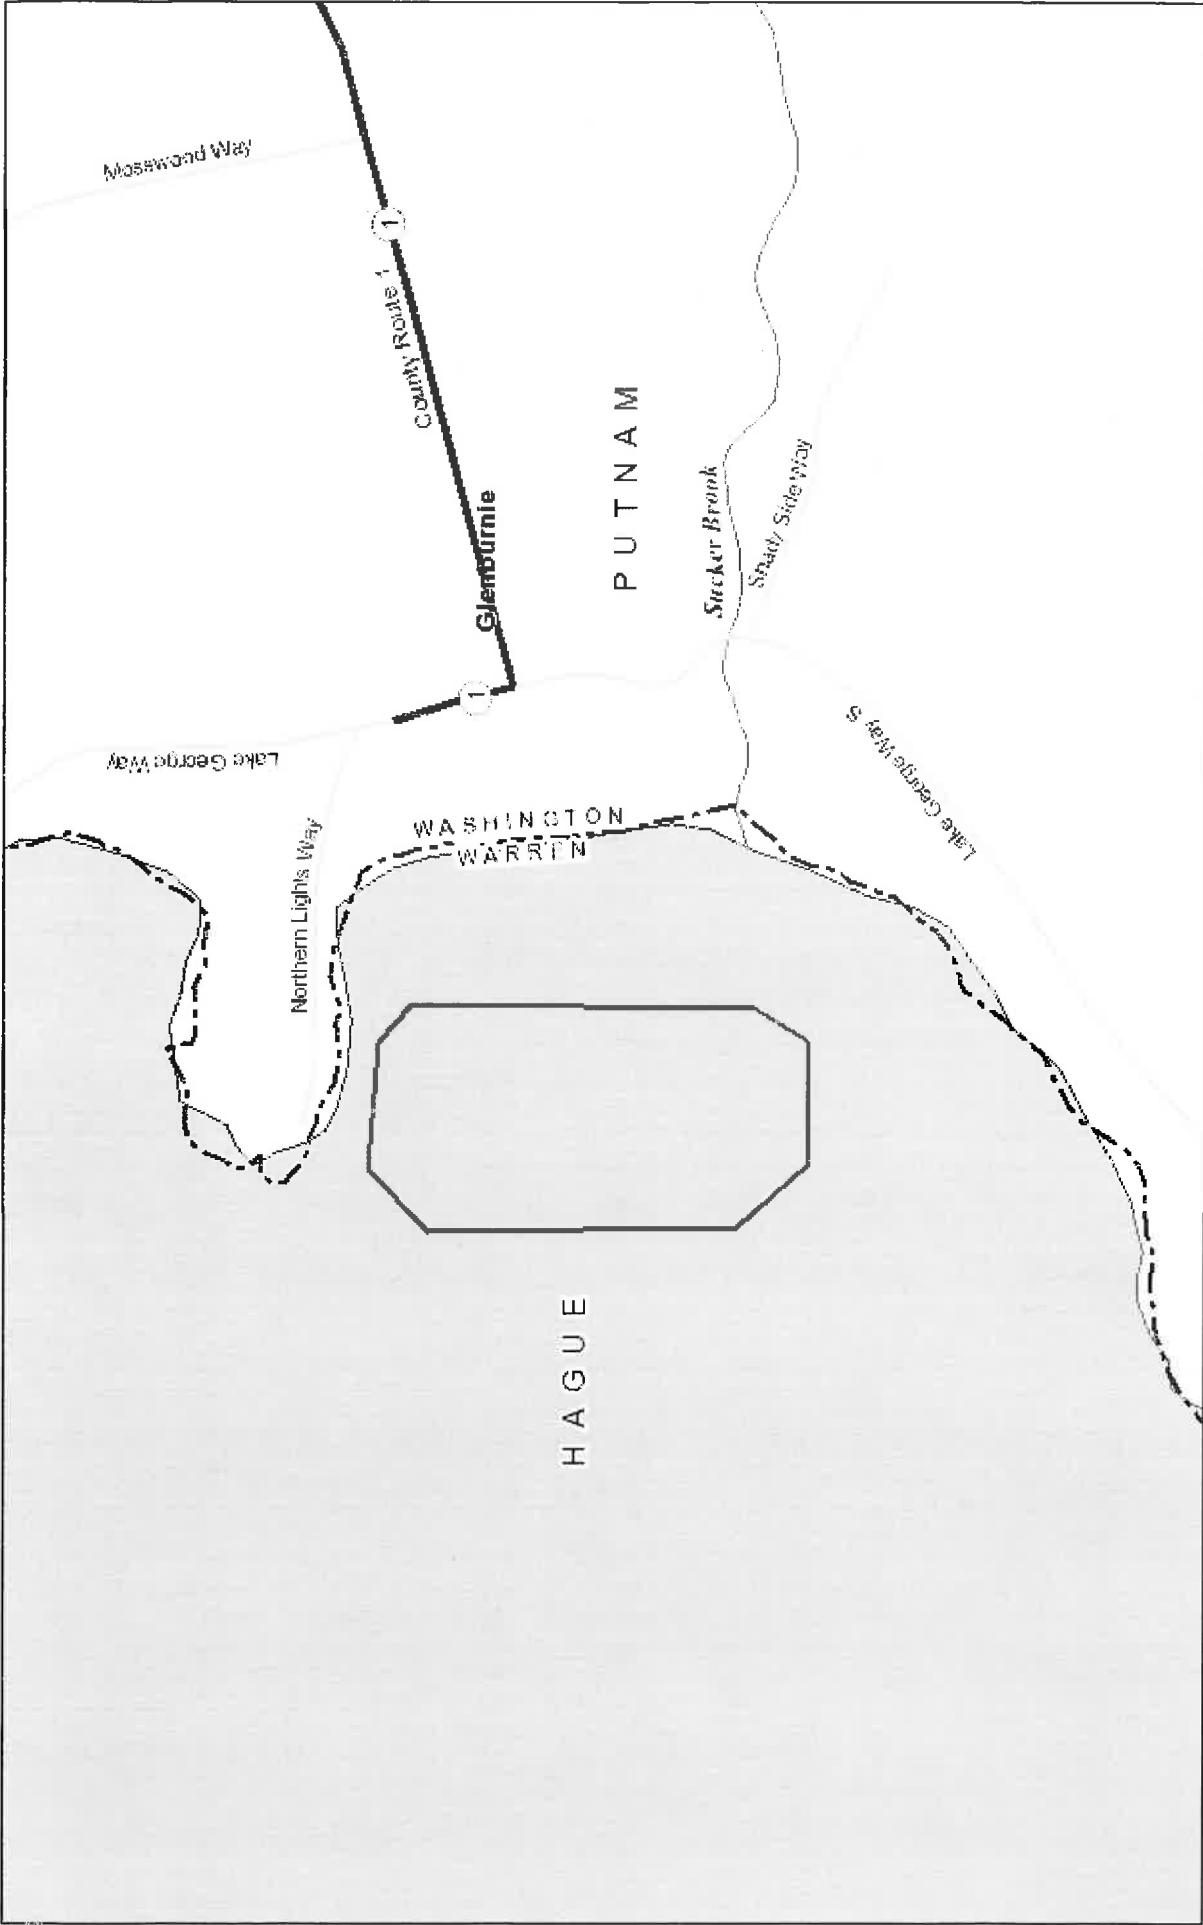 Mosswood Way
1
County Route 1
Glenburnie
PUTNAM
Sucker Brook
Shady Side Way
1
Lake George Way
Lake George Way S
WASHINGTON
WARREN
Northern Lights Way
HAGUE